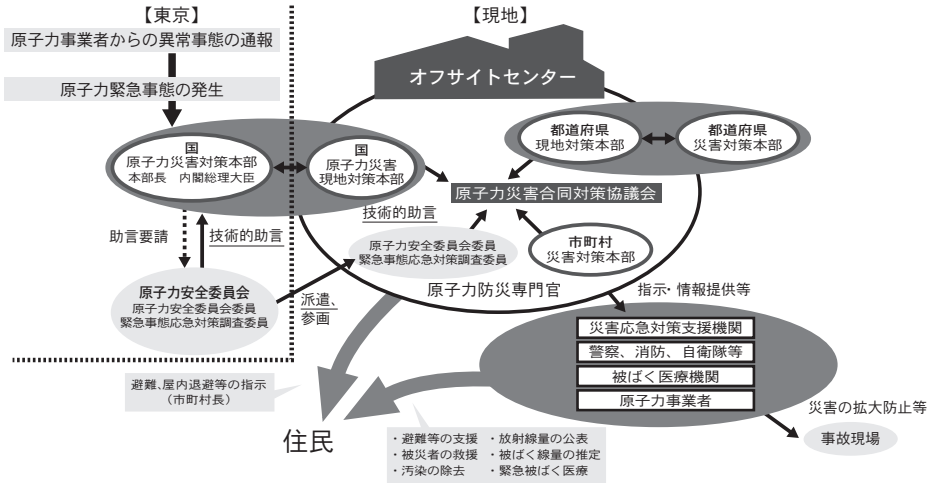 【東京】
【現地】
原子力事業者からの異常事態の通報
原子力緊急事態の発生
オフサイトセンター
国
原子力災害対策本部
本部長 内閣総理大臣
国
原子力災害
現地対策本部
都道府県
現地対策本部
都道府県
災害対策本部
原子力災害合同対策協議会
助言要請
技術的助言
技術的助言
原子力安全委員会委員
緊急事態応急対策調査委員
市町村
災害対策本部
原子力安全委員会
原子力安全委員会委員
緊急事態応急対策調査委員
派遣、
参画
原子力防災専門官
指示・情報提供等
災害応急対策支援機関
警察、消防、自衛隊等
被ばく医療機関
原子力事業者
避難、屋内退避等の指示
(市町村長)
住民
・避難等の支援 ・放射線量の公表
・被災者の救援 ・被ばく線量の推定
・汚染の除去 ・緊急被ばく医療
災害の拡大防止等
事故現場